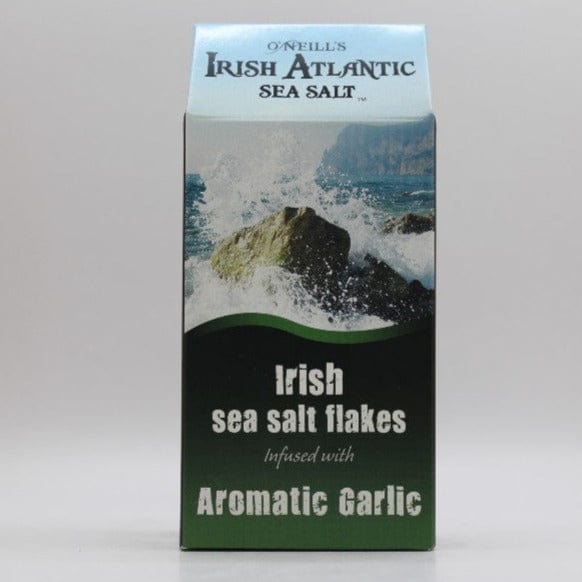 O'NEILL'S
IRISH ATLANTIC
SEA SALT™
Irish
sea salt flakes
Infused with
Aromatic Garlic